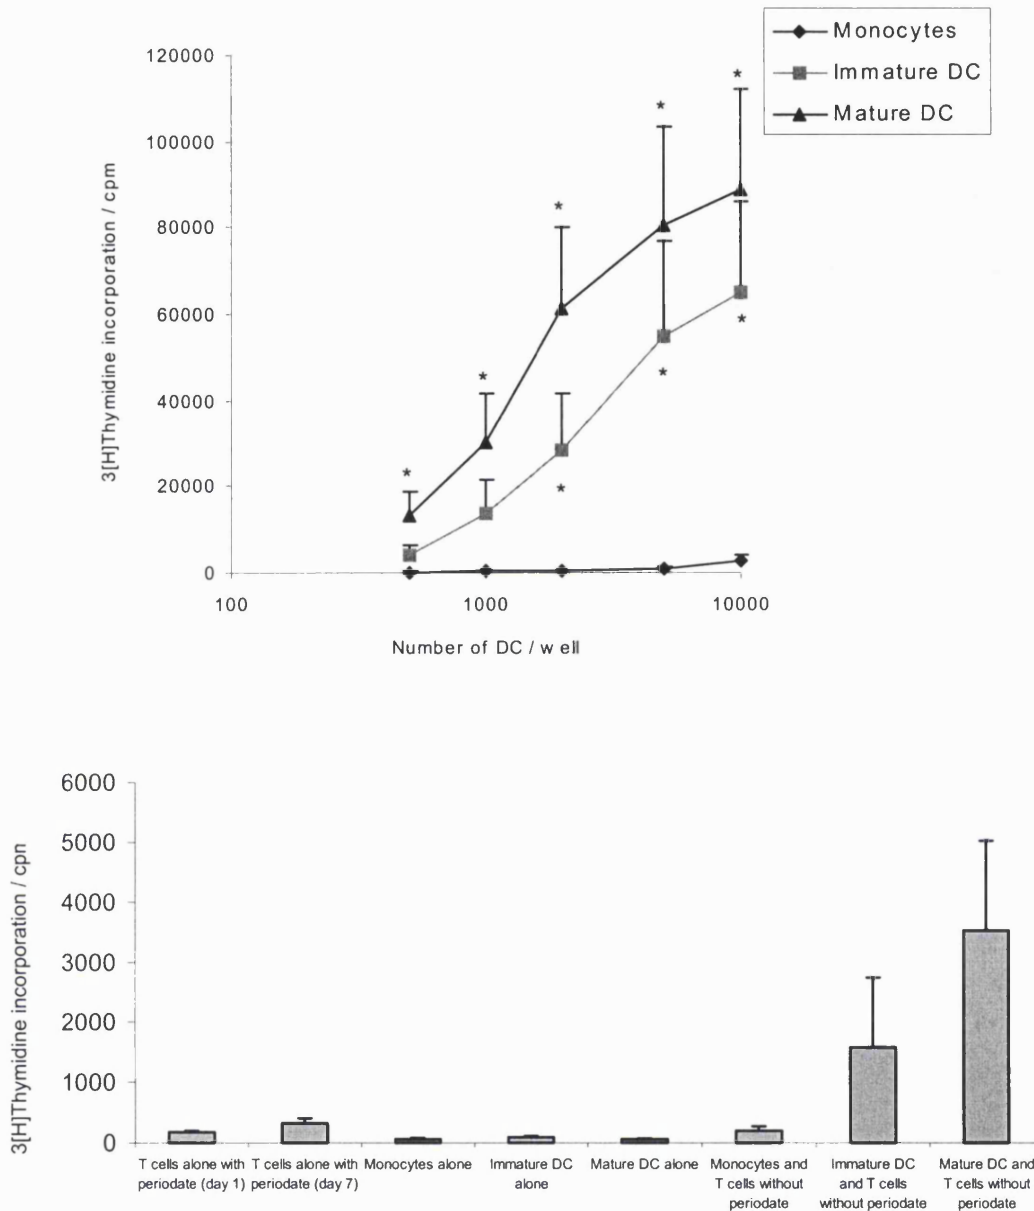 Monocytes
Immature DC
Mature DC
120000
100000
80000
60000
40000
20000
0
3[H]Thymidine incorporation / cpm
*
*
*
*
*
*
*
*
100
1000
10000
Number of DC / well
6000
5000
4000
3000
2000
1000
0
3[H]Thymidine incorporation / cpn
T cells alone with
periodate (day 1)
T cells alone with
periodate (day 7)
Monocytes alone
Immature DC
alone
Mature DC alone
Monocytes and
T cells without
periodate
Immature DC
and T cells
without periodate
Mature DC and
T cells without
periodate